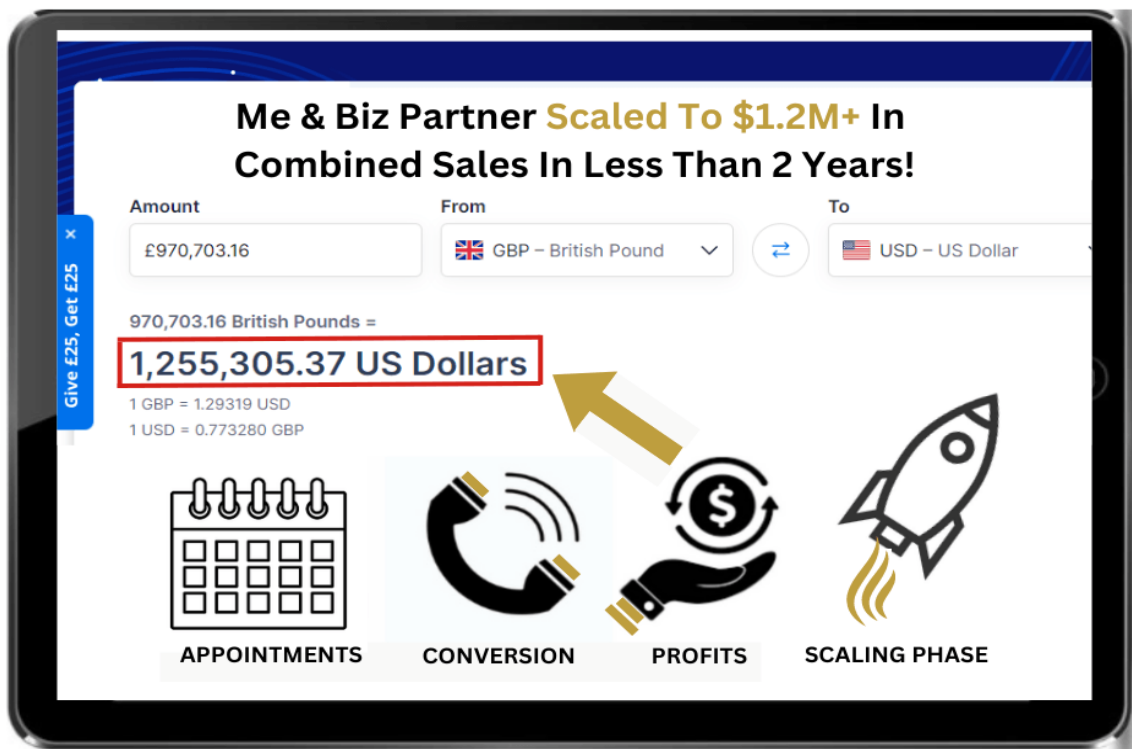 Me & Biz Partner Scaled To $1.2M+ In
Combined Sales In Less Than 2 Years!
Amount
From
To
£970,703.16
GBP – British Pound
USD – US Dollar
Give £25, Get £25 ×
970,703.16 British Pounds =
1,255,305.37 US Dollars
1 GBP = 1.29319 USD
1 USD = 0.773280 GBP
$
APPOINTMENTS
CONVERSION
PROFITS
SCALING PHASE